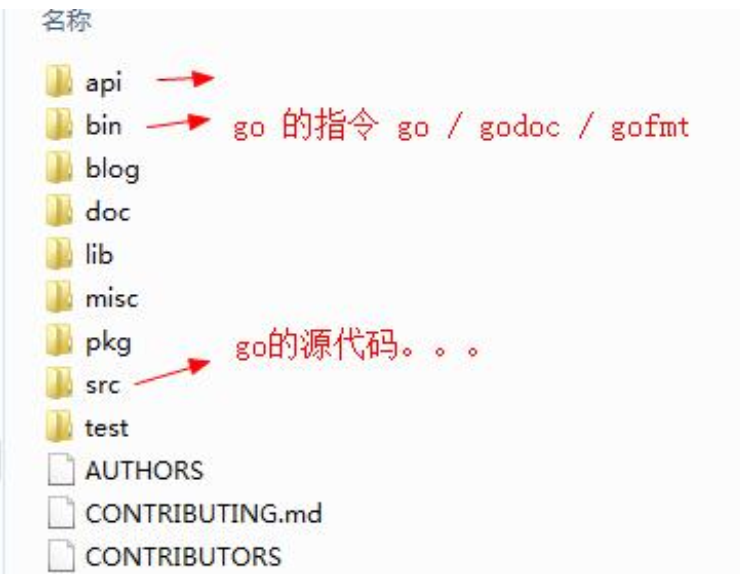 名称
api
bin go 的指令 go / godoc / gofmt
blog
doc
lib
misc
pkg go的源代码。。。
src
test
AUTHORS
CONTRIBUTING.md
CONTRIBUTORS